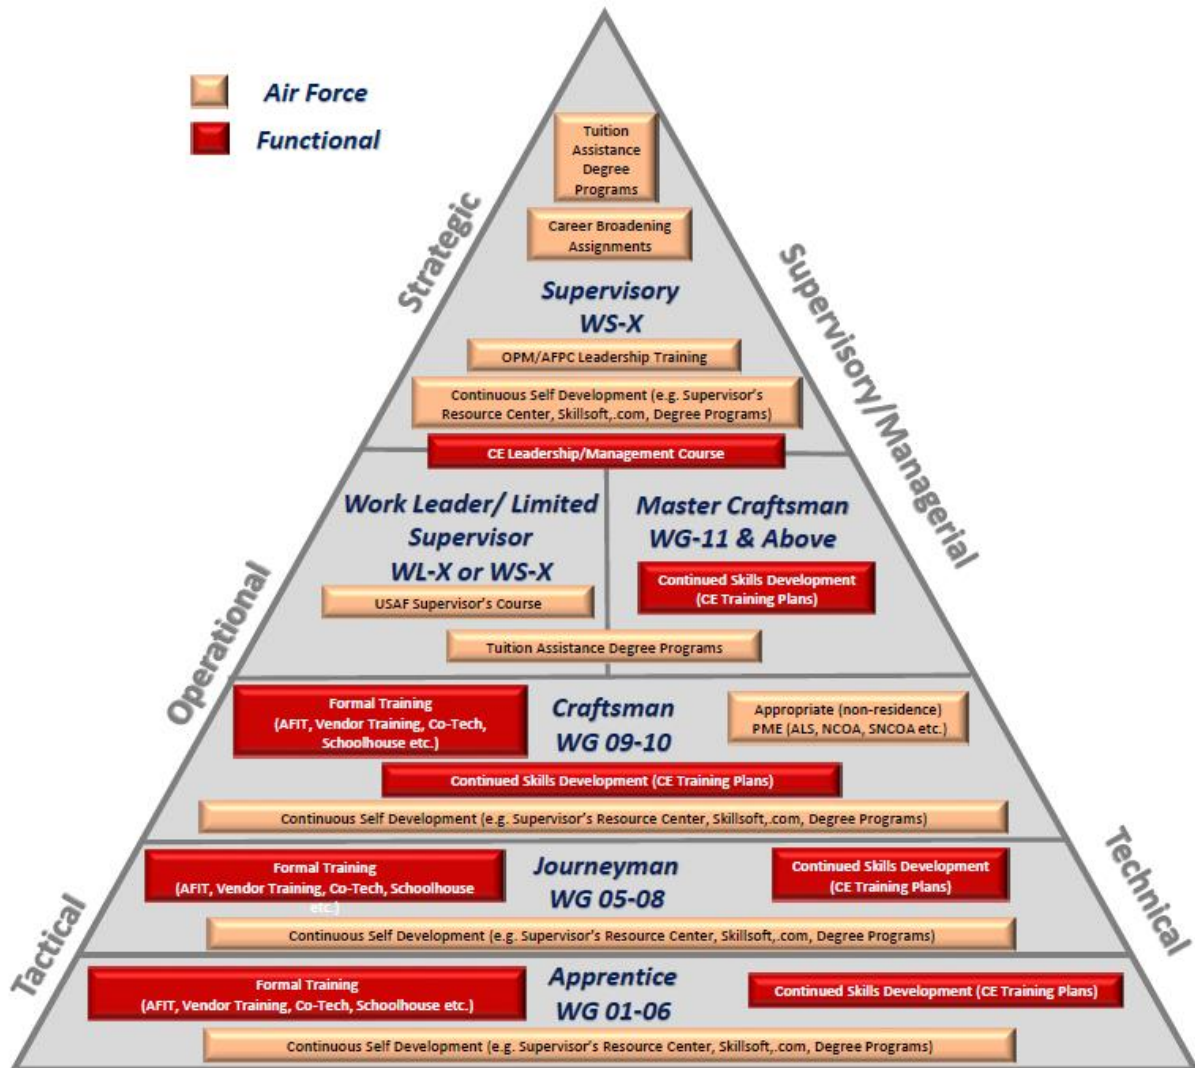 Air Force
Functional
Strategic
Supervisory/Managerial
Operational
Tactical
Technical
Tuition
Assistance
Degree
Programs
Career Broadening
Assignments
Supervisory
WS-X
OPM/AFPC Leadership Training
Continuous Self Development (e.g. Supervisor's
Resource Center, Skillsoft,.com, Degree Programs)
CE Leadership/Management Course
Work Leader/ Limited
Supervisor
WL-X or WS-X
USAF Supervisor's Course
Master Craftsman
WG-11 & Above
Continued Skills Development
(CE Training Plans)
Tuition Assistance Degree Programs
Formal Training
(AFIT, Vendor Training, Co-Tech,
Schoolhouse etc.)
Craftsman
WG 09-10
Appropriate (non-residence)
PME (ALS, NCOA, SNCOA etc.)
Continued Skills Development (CE Training Plans)
Continuous Self Development (e.g. Supervisor's Resource Center, Skillsoft,.com, Degree Programs)
Formal Training
(AFIT, Vendor Training, Co-Tech, Schoolhouse
etc.)
Journeyman
WG 05-08
Continued Skills Development
(CE Training Plans)
Continuous Self Development (e.g. Supervisor's Resource Center, Skillsoft,.com, Degree Programs)
Formal Training
(AFIT, Vendor Training, Co-Tech, Schoolhouse etc.)
Apprentice
WG 01-06
Continued Skills Development (CE Training Plans)
Continuous Self Development (e.g. Supervisor's Resource Center, Skillsoft,.com, Degree Programs)